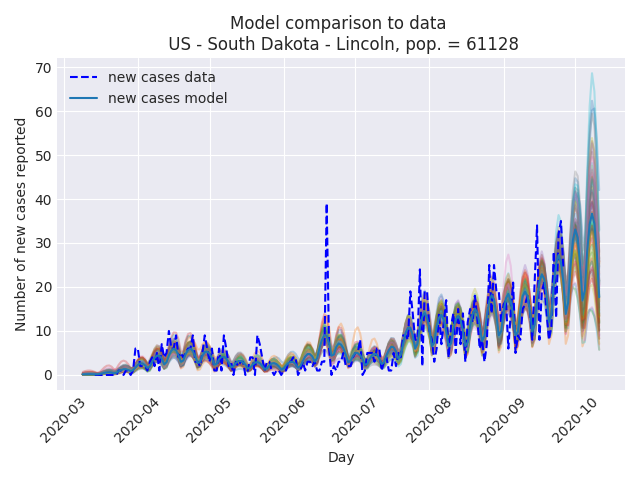 Model comparison to data
US - South Dakota - Lincoln, pop. = 61128
new cases data
new cases model
Number of new cases reported
70
60
50
40
30
20
10
0
2020-03
2020-04
2020-05
2020-06
2020-07
2020-08
2020-09
2020-10
Day